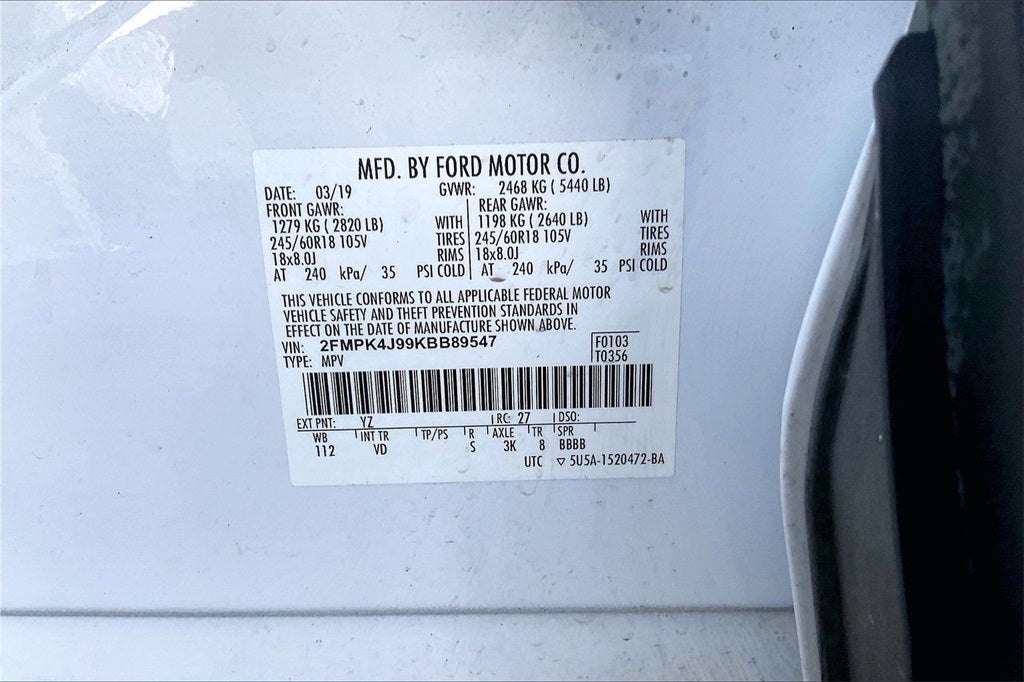 MFD. BY FORD MOTOR CO.
DATE: 03/19 GVWR: 2468 KG ( 5440 LB)
FRONT GAWR: REAR GAWR:
1279 KG ( 2820 LB) WITH 1198 KG ( 2640 LB) WITH
245/60R18 105V TIRES 245/60R18 105V TIRES
18x8.0J RIMS 18x8.0J RIMS
AT 240 kPa/ 35 PSI COLD AT 240 kPa/ 35 PSI COLD
THIS VEHICLE CONFORMS TO ALL APPLICABLE FEDERAL MOTOR
VEHICLE SAFETY AND THEFT PREVENTION STANDARDS IN
EFFECT ON THE DATE OF MANUFACTURE SHOWN ABOVE.
VIN: 2FMPK4J99KBB89547 F0103
TYPE: MPV T0356
EXT PNT: YZ RC: 27 DSO:
WB INT TR TP/PS R AXLE TR SPR
112 VD S 3K 8 BBBB
UTC ▽ 5U5A-1520472-BA